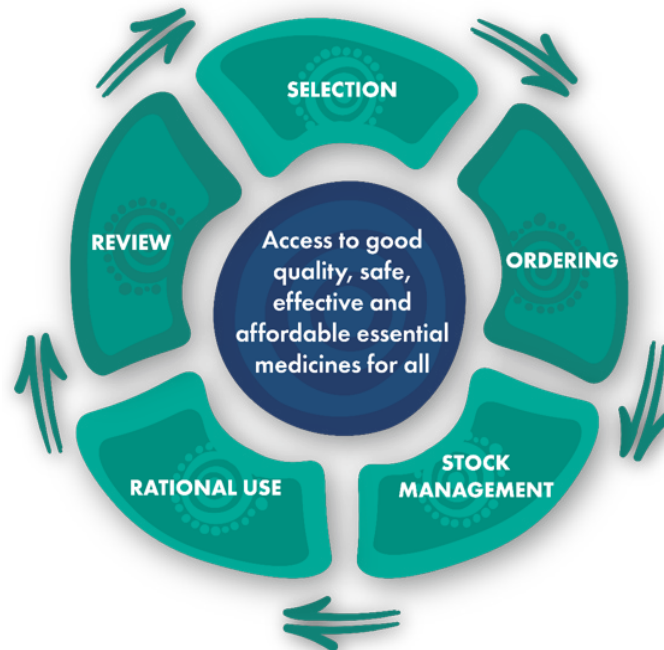 SELECTION
ORDERING
STOCK
MANAGEMENT
RATIONAL USE
REVIEW
Access to good
quality, safe,
effective and
affordable essential
medicines for all